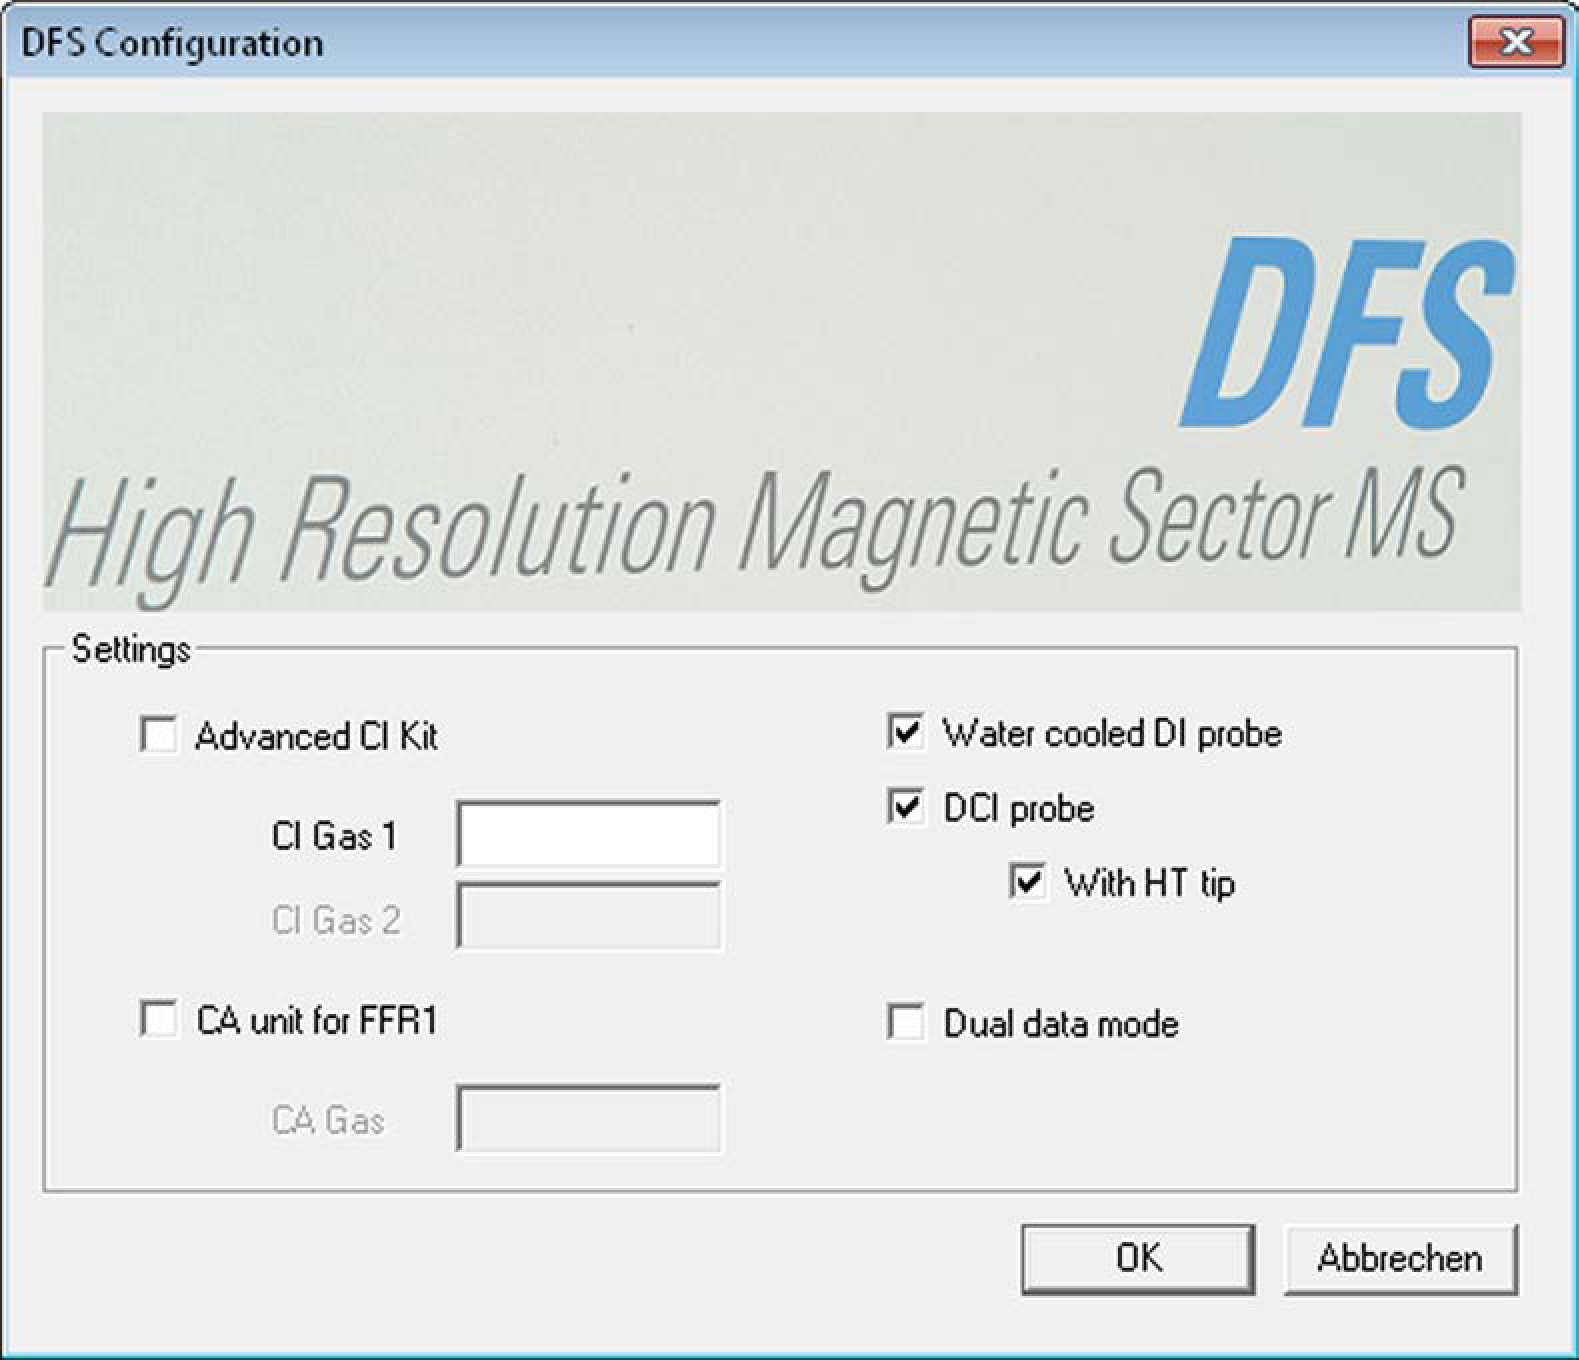 DFS Configuration
DFS
High Resolution Magnetic Sector MS
Settings
Advanced CI Kit
CI Gas 1
CI Gas 2
CA unit for FFR1
CA Gas
Water cooled DI probe
DCI probe
With HT tip
Dual data mode
OK
Abbrechen